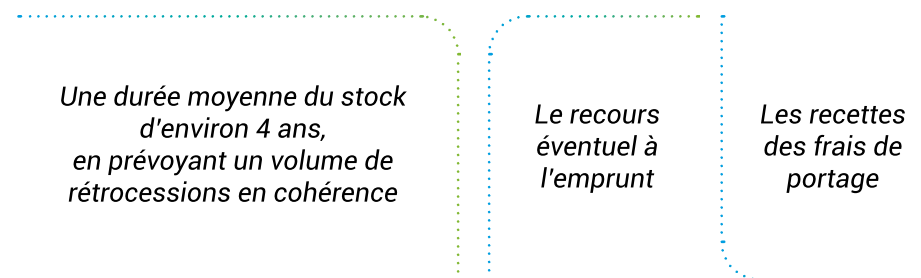 Une durée moyenne du stock
d'environ 4 ans,
en prévoyant un volume de
rétrocessions en cohérence
Le recours
éventuel à
l'emprunt
Les recettes
des frais de
portage